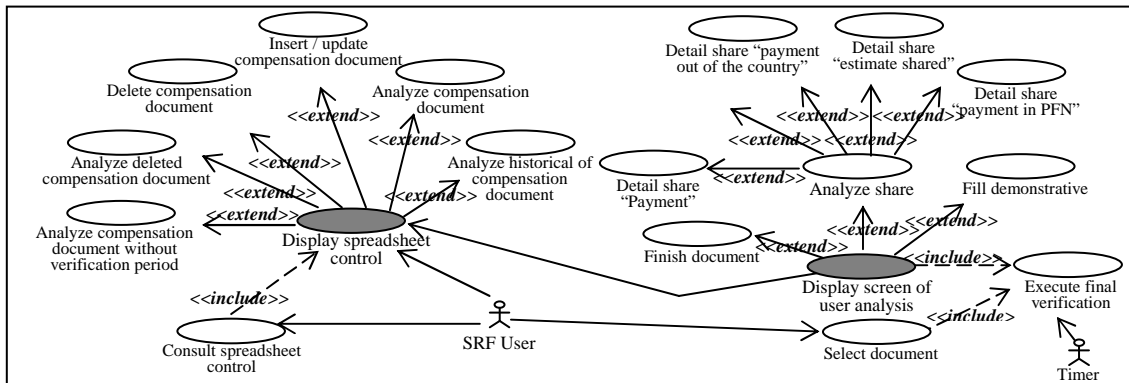 Insert / update
compensation document
Delete compensation
document
Analyze compensation
document
<<extend>>
<<extend>>
<<extend>>
Analyze deleted
compensation document
<<extend>>
Analyze historical of
compensation
document
<<extend>>
<<extend>>
Analyze compensation
document without
verification period
Display spreadsheet
control
<<include>>
Consult spreadsheet
control
SRF User
Detail share “payment
out of the country”
Detail share
“estimate shared”
Detail share
“payment in PFN”
<<extend>>
<<extend>>
<<extend>>
<<extend>>
<<extend>>
Detail share
“Payment”
Analyze share
Fill demonstrative
<<extend>>
<<extend>>
<<extend>>
Finish document
<<include>>
Display screen of
user analysis
Execute final
verification
<<include>>
Select document
Timer